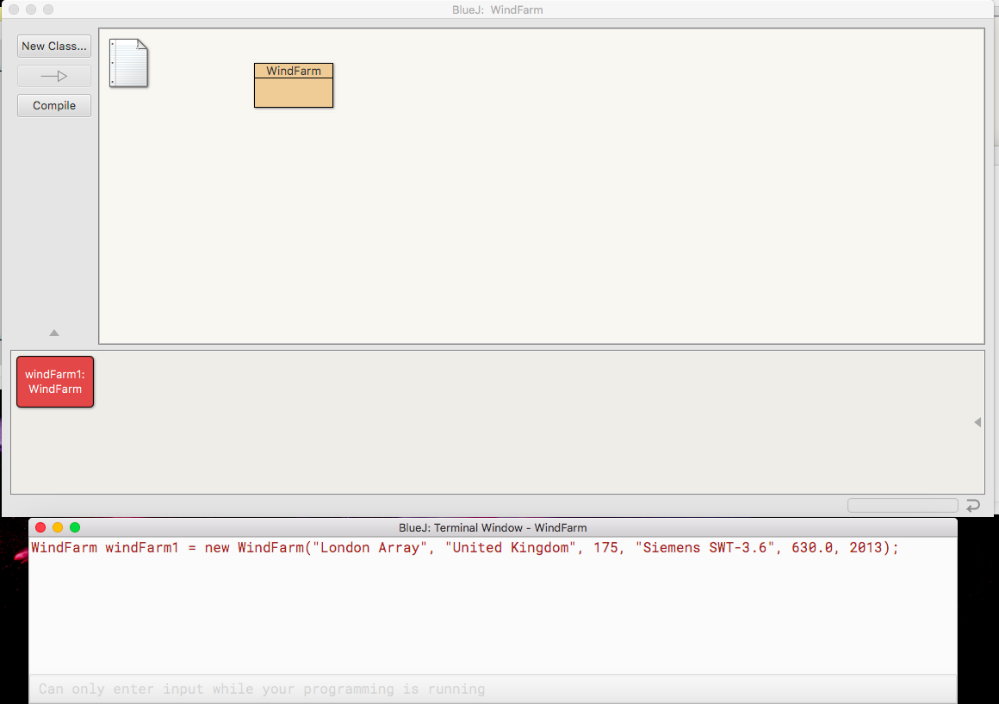 BlueJ: WindFarm
New Class...
WindFarm
Compile
windFarm1:
WindFarm
BlueJ: Terminal Window - WindFarm
WindFarm windFarm1 = new WindFarm("London Array", "United Kingdom", 175, "Siemens SWT-3.6", 630.0, 2013);
Can only enter input while your programming is running